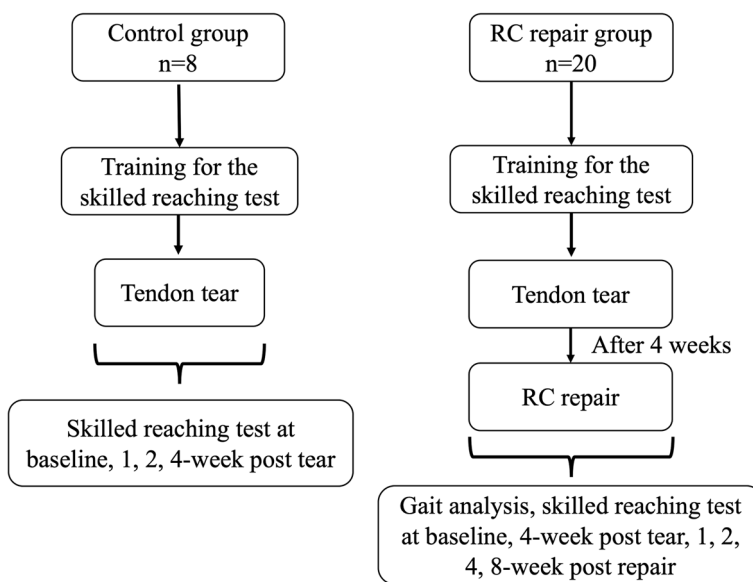 Control group
n=8
Training for the
skilled reaching test
Tendon tear
Skilled reaching test at
baseline, 1, 2, 4-week post tear
RC repair group
n=20
Training for the
skilled reaching test
Tendon tear
After 4 weeks
RC repair
Gait analysis, skilled reaching test
at baseline, 4-week post tear, 1, 2,
4, 8-week post repair